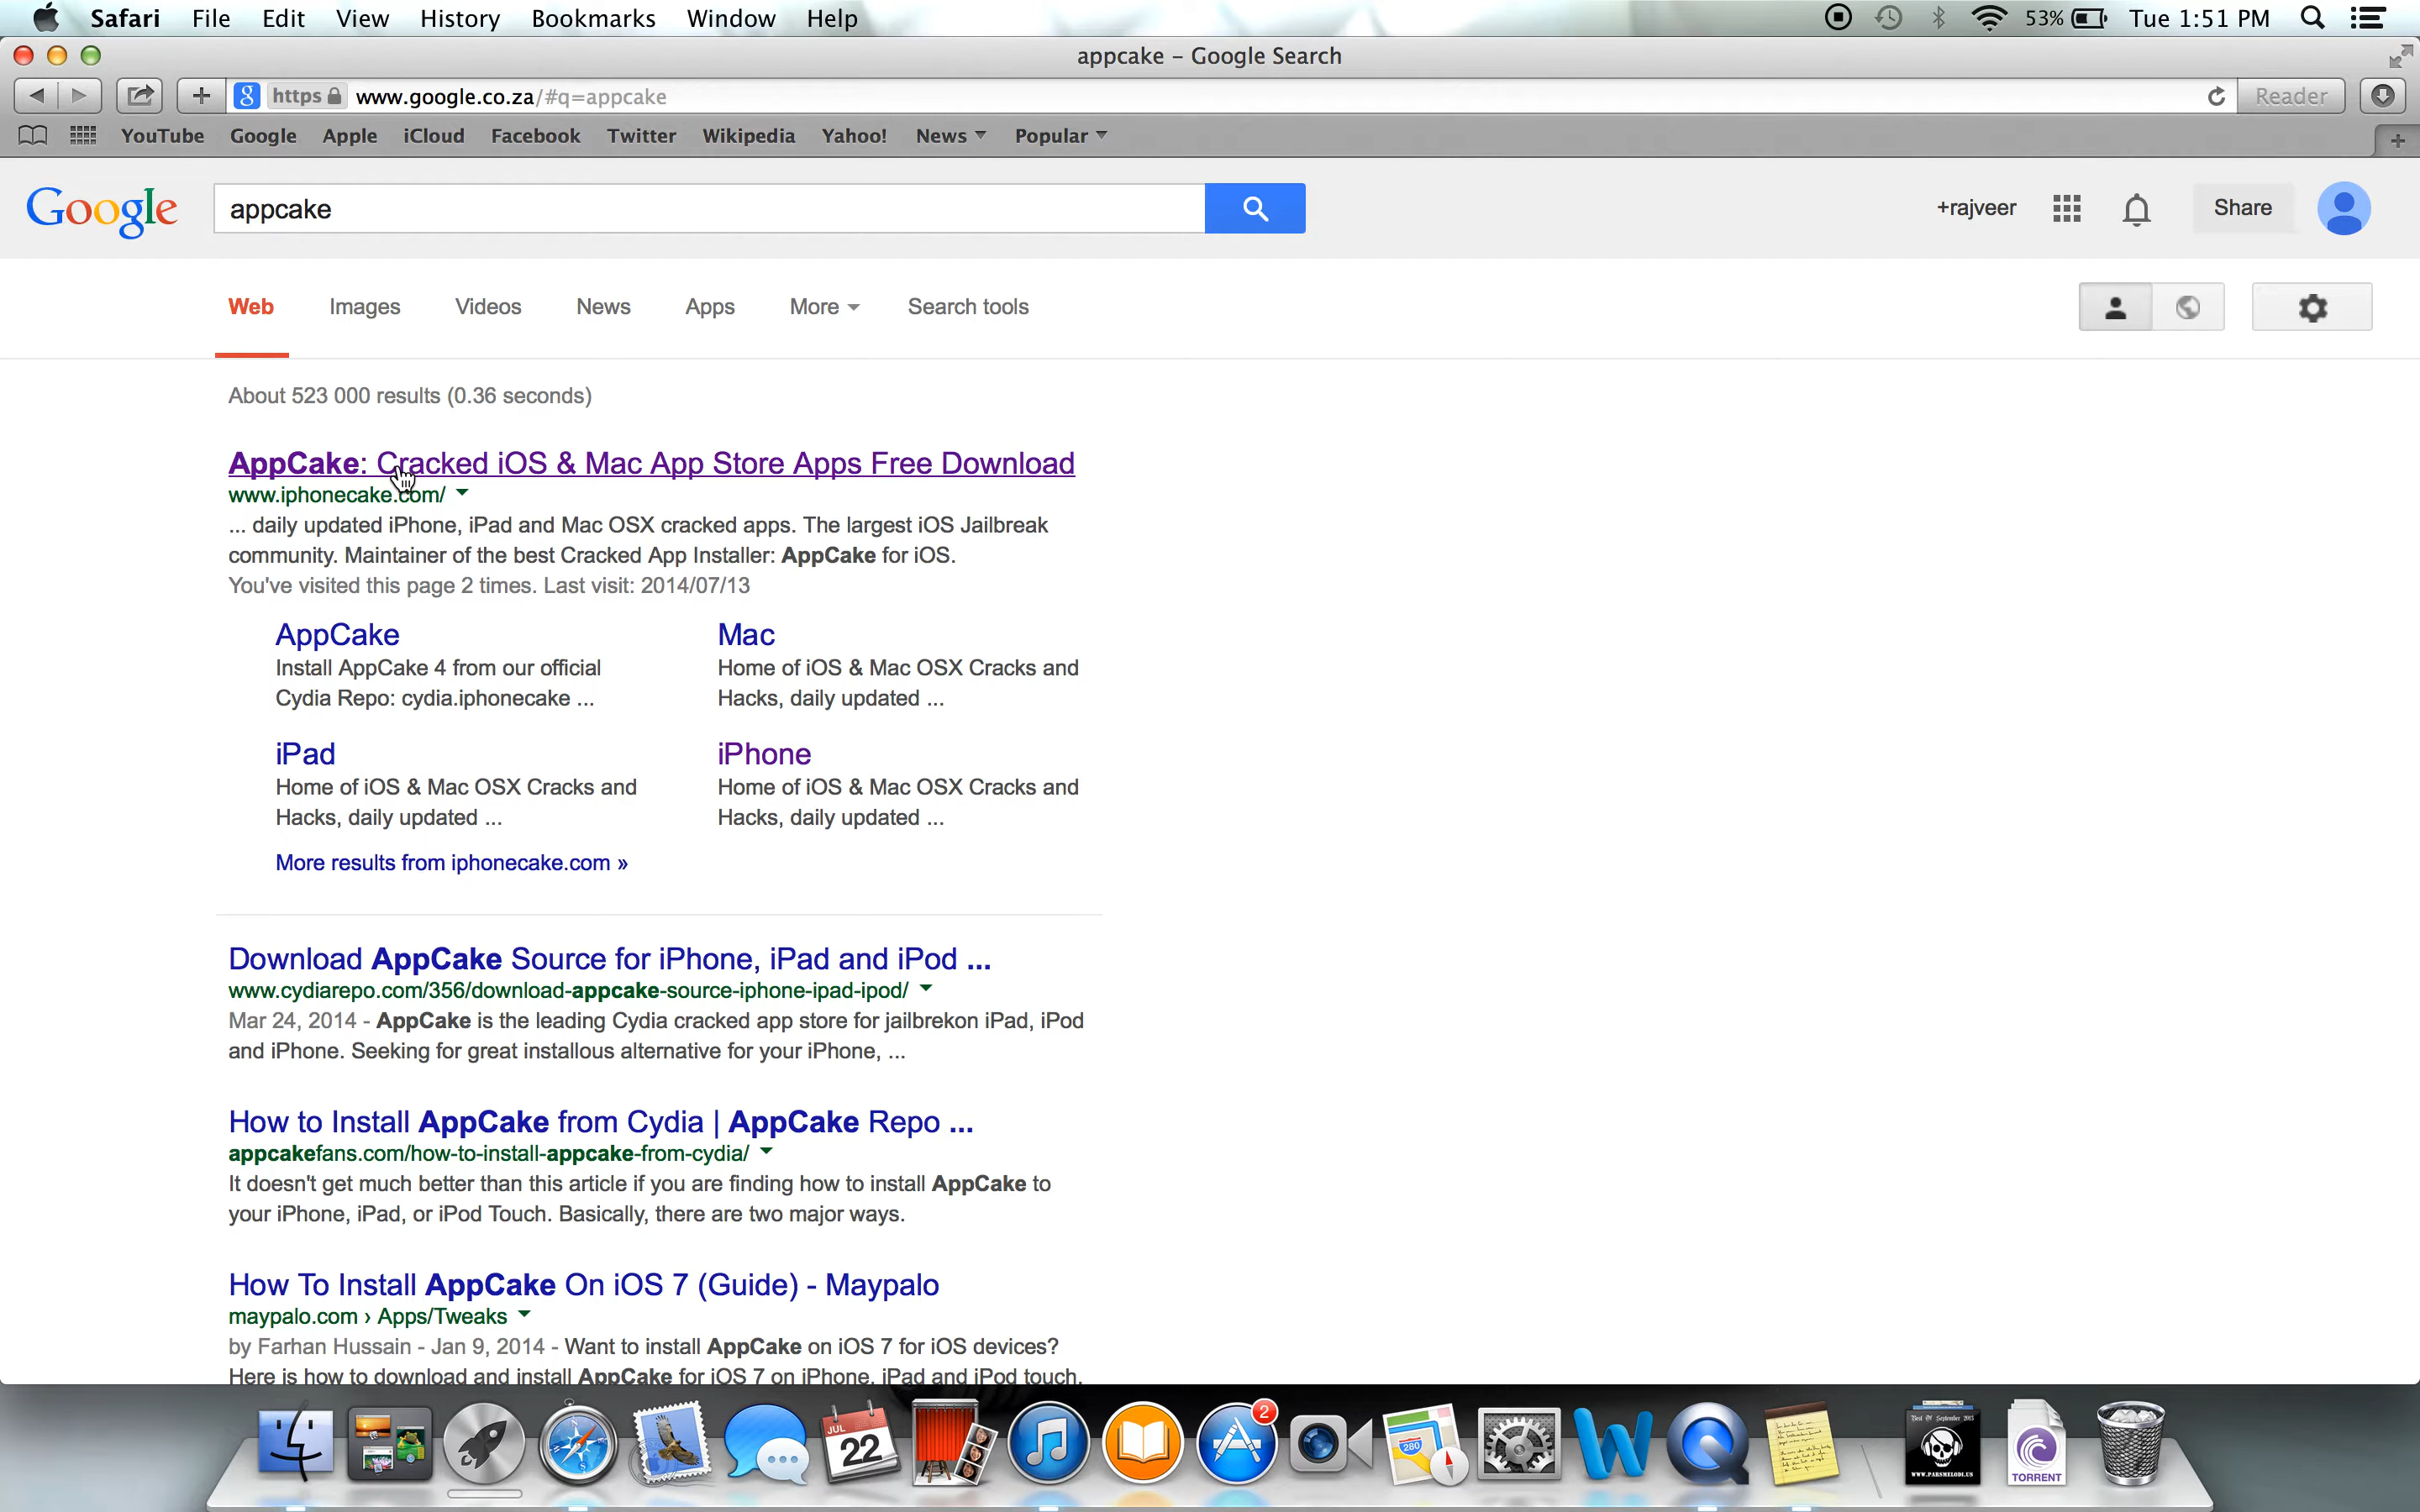 Safari File Edit View History Bookmarks Window Help 53% Tue 1:51 PM
appcake – Google Search
https www.google.co.za/#q=appcake Reader
YouTube Google Apple iCloud Facebook Twitter Wikipedia Yahoo! News Popular
Google appcake +rajveer Share
Web Images Videos News Apps More Search tools
About 523 000 results (0.36 seconds)
AppCake: Cracked iOS & Mac App Store Apps Free Download
www.iphonecake.com/
... daily updated iPhone, iPad and Mac OSX cracked apps. The largest iOS Jailbreak
community. Maintainer of the best Cracked App Installer: AppCake for iOS.
You've visited this page 2 times. Last visit: 2014/07/13
AppCake
Install AppCake 4 from our official
Cydia Repo: cydia.iphonecake ...
Mac
Home of iOS & Mac OSX Cracks and
Hacks, daily updated ...
iPad
Home of iOS & Mac OSX Cracks and
Hacks, daily updated ...
iPhone
Home of iOS & Mac OSX Cracks and
Hacks, daily updated ...
More results from iphonecake.com »
Download AppCake Source for iPhone, iPad and iPod ...
www.cydiarepo.com/356/download-appcake-source-iphone-ipad-ipod/
Mar 24, 2014 - AppCake is the leading Cydia cracked app store for jailbrekon iPad, iPod
and iPhone. Seeking for great installous alternative for your iPhone, ...
How to Install AppCake from Cydia | AppCake Repo ...
appcakefans.com/how-to-install-appcake-from-cydia/
It doesn't get much better than this article if you are finding how to install AppCake to
your iPhone, iPad, or iPod Touch. Basically, there are two major ways.
How To Install AppCake On iOS 7 (Guide) - Maypalo
maypalo.com › Apps/Tweaks
by Farhan Hussain - Jan 9, 2014 - Want to install AppCake on iOS 7 for iOS devices?
Here is how to download and install AppCake for iOS 7 on iPhone, iPad and iPod touch.
JUL
22
2
280
W
Best Of September 2013
WWW.PARSMELODI.US
TORRENT